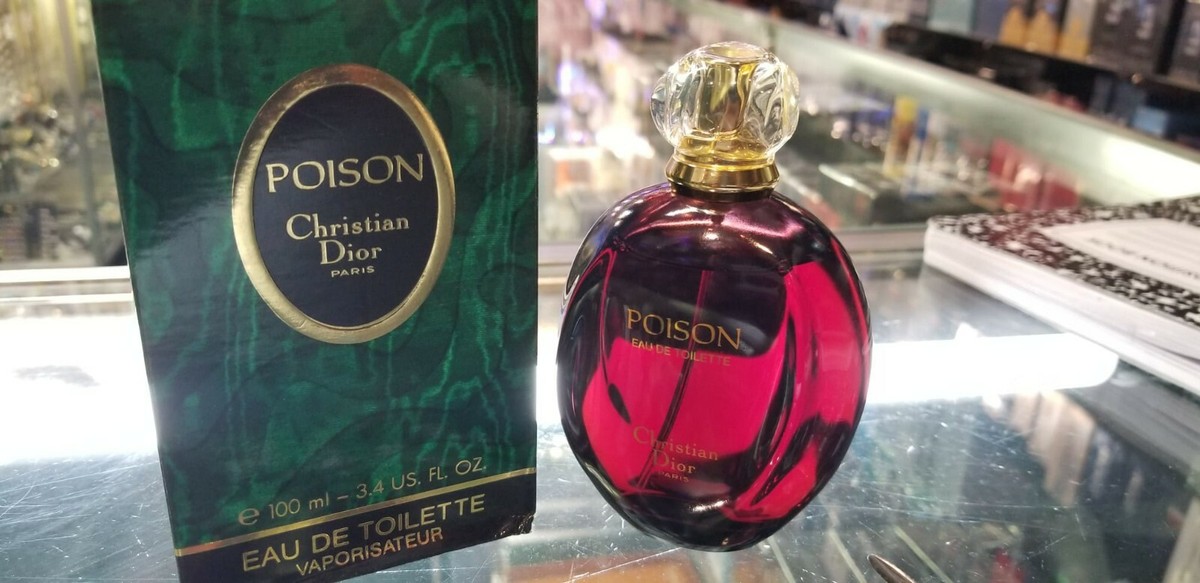 POISON
Christian
Dior
PARIS
e 100 ml – 3.4 US. FL. OZ.
EAU DE TOILETTE
VAPORISATEUR
POISON
EAU DE TOILETTE
Christian
Dior
PARIS